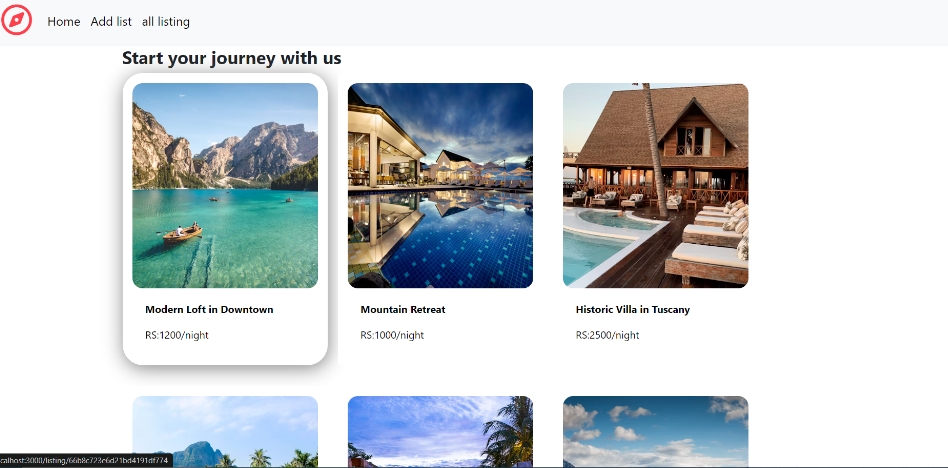 Home Add list all listing
Start your journey with us
Modern Loft in Downtown
Mountain Retreat
Historic Villa in Tuscany
RS:1200/night
RS:1000/night
RS:2500/night
calhost:3000/listing/66b8c723e6d21bd4191df774